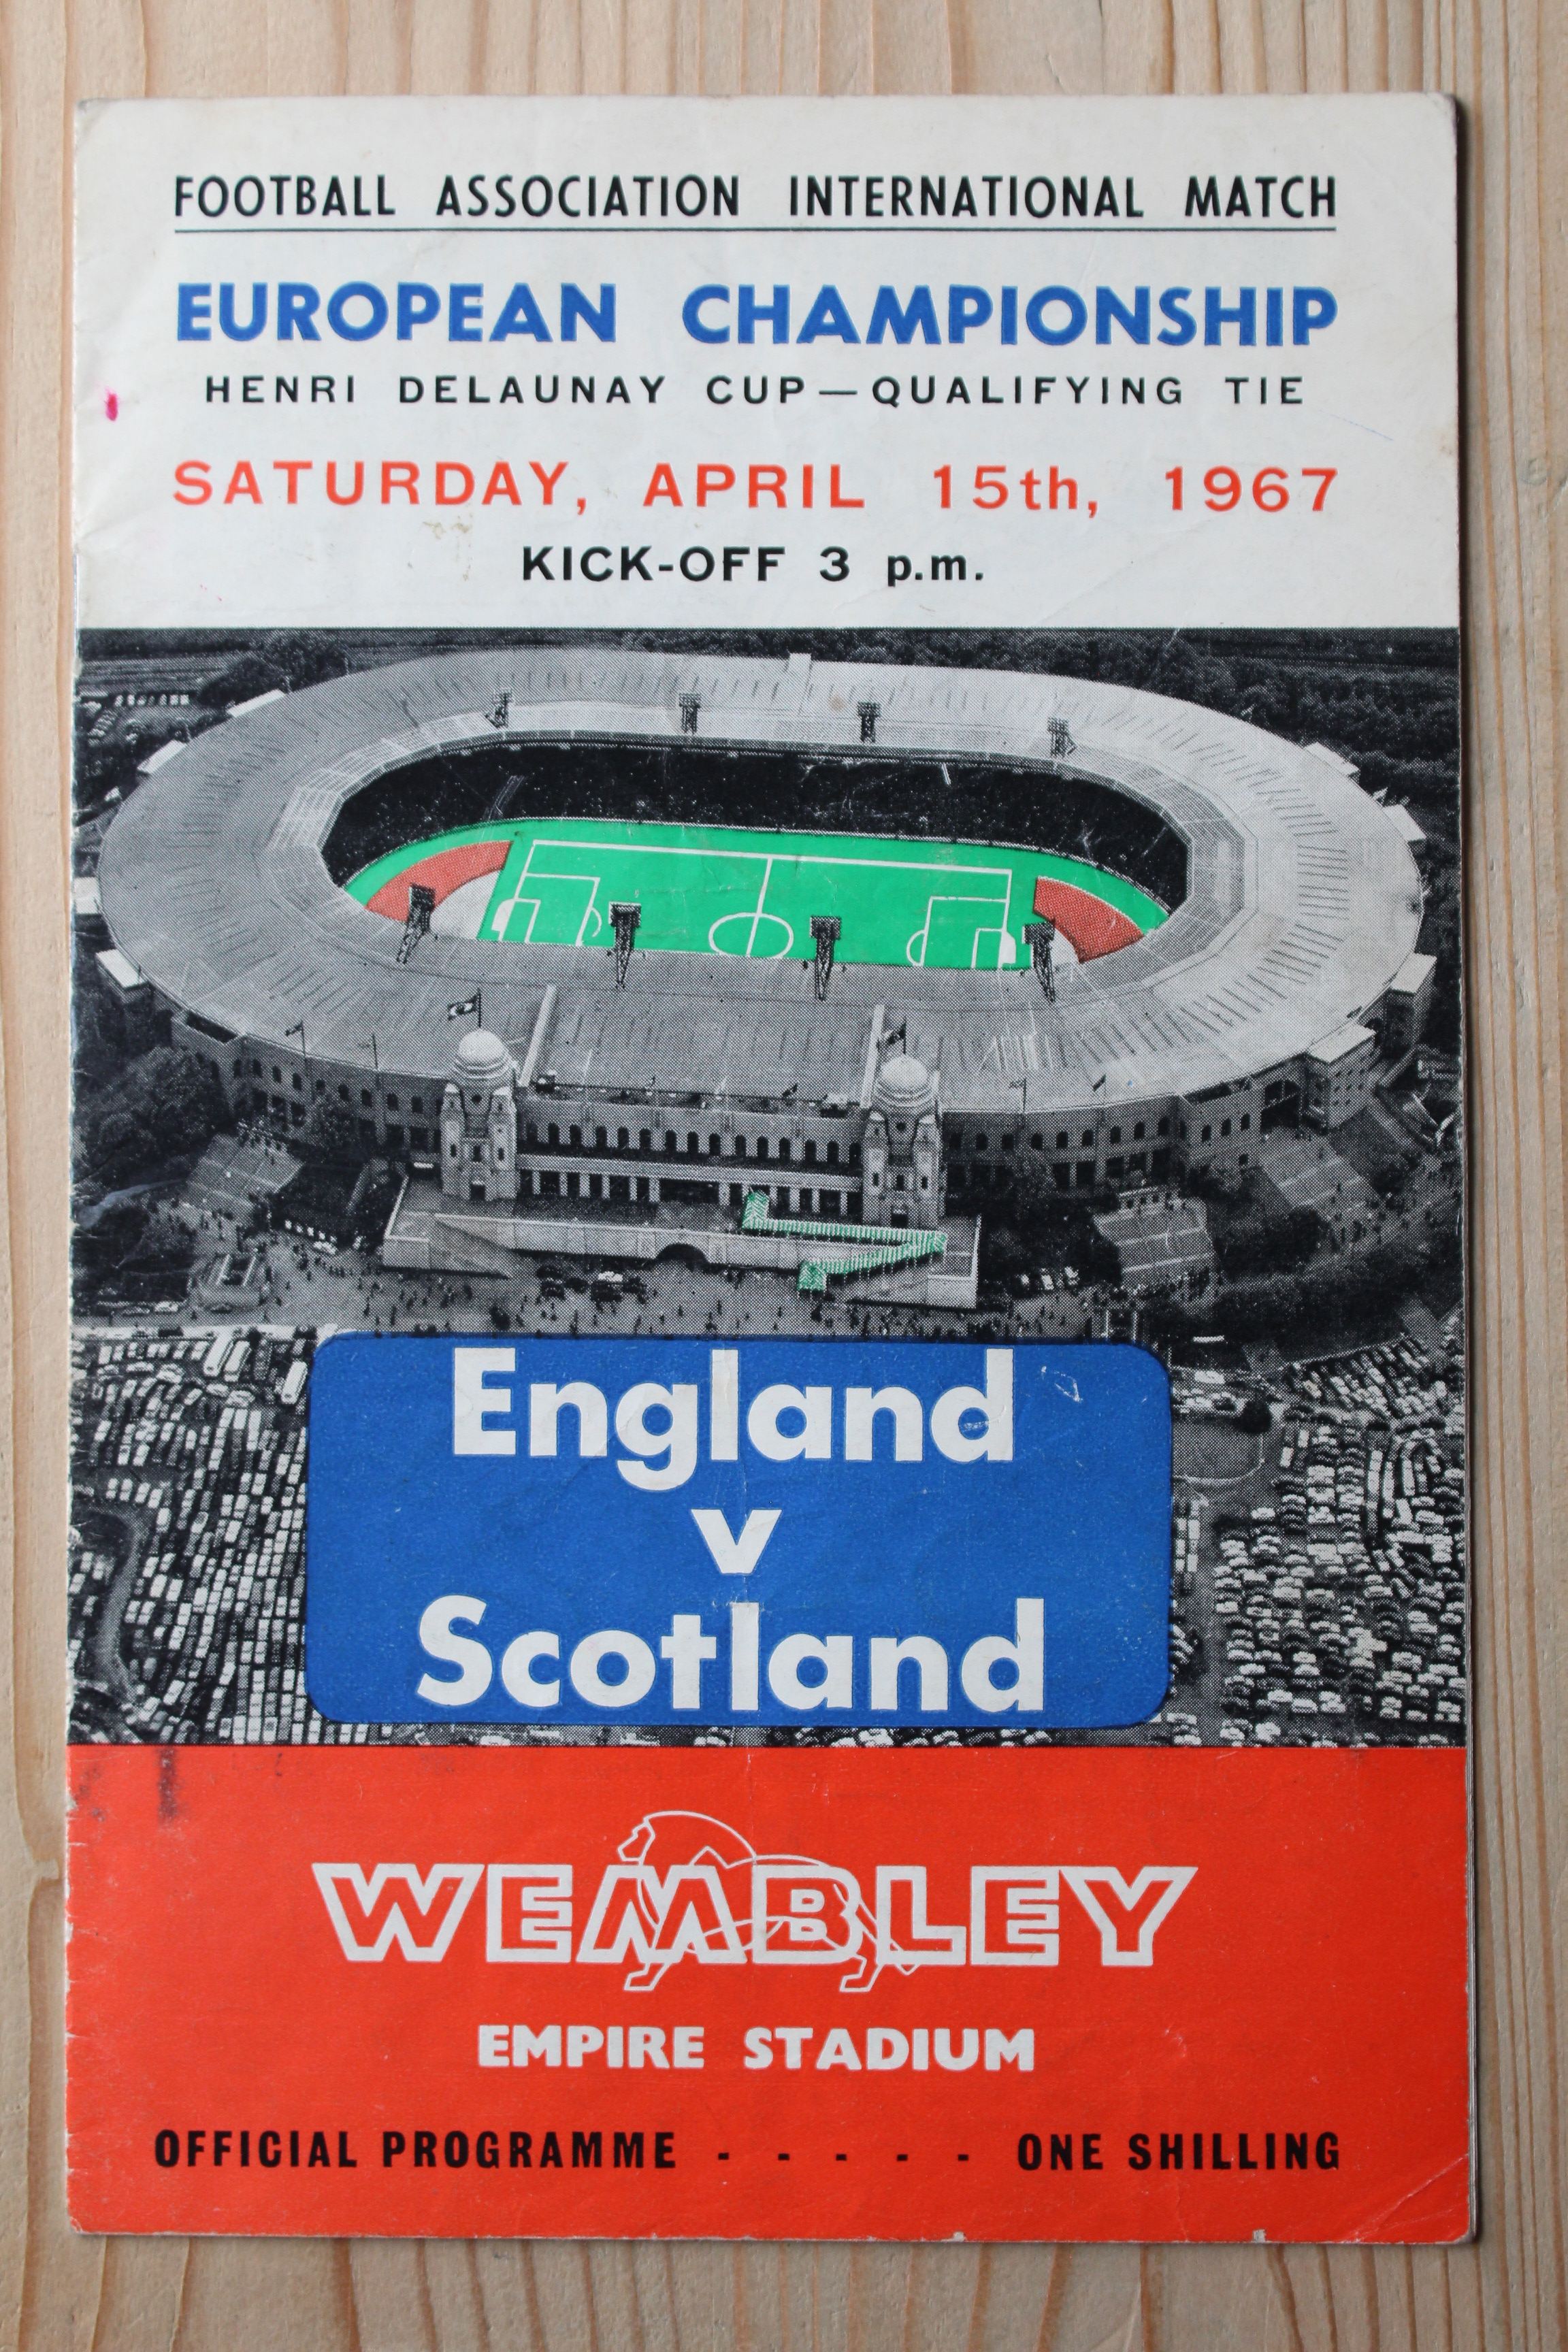 FOOTBALL ASSOCIATION INTERNATIONAL MATCH
EUROPEAN CHAMPIONSHIP
HENRI DELAUNAY CUP—QUALIFYING TIE
SATURDAY, APRIL 15th, 1967
KICK-OFF 3 p.m.
England
v
Scotland
WEMBLEY
EMPIRE STADIUM
OFFICIAL PROGRAMME - - - - - ONE SHILLING